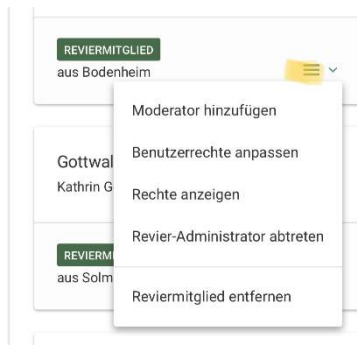 REVIERMITGLIED
aus Bodenheim
Moderator hinzufügen
Gottwal
Benutzerrechte anpassen
Kathrin G
Rechte anzeigen
Revier-Administrator abtreten
REVIERM
aus Solm
Reviermitglied entfernen